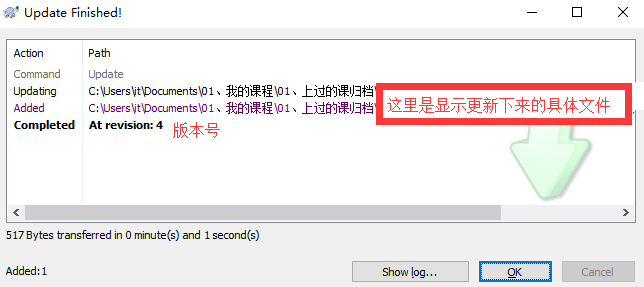 Update Finished!
Action Path
Command Update
Updating C:\Users\it\Documents\01、我的课程\01、上过的课归档\
Added C:\Users\it\Documents\01、我的课程\01、上过的课归档\
这里是显示更新下来的具体文件
Completed At revision: 4 版本号
517 Bytes transferred in 0 minute(s) and 1 second(s)
Added:1 Show log... OK Cancel